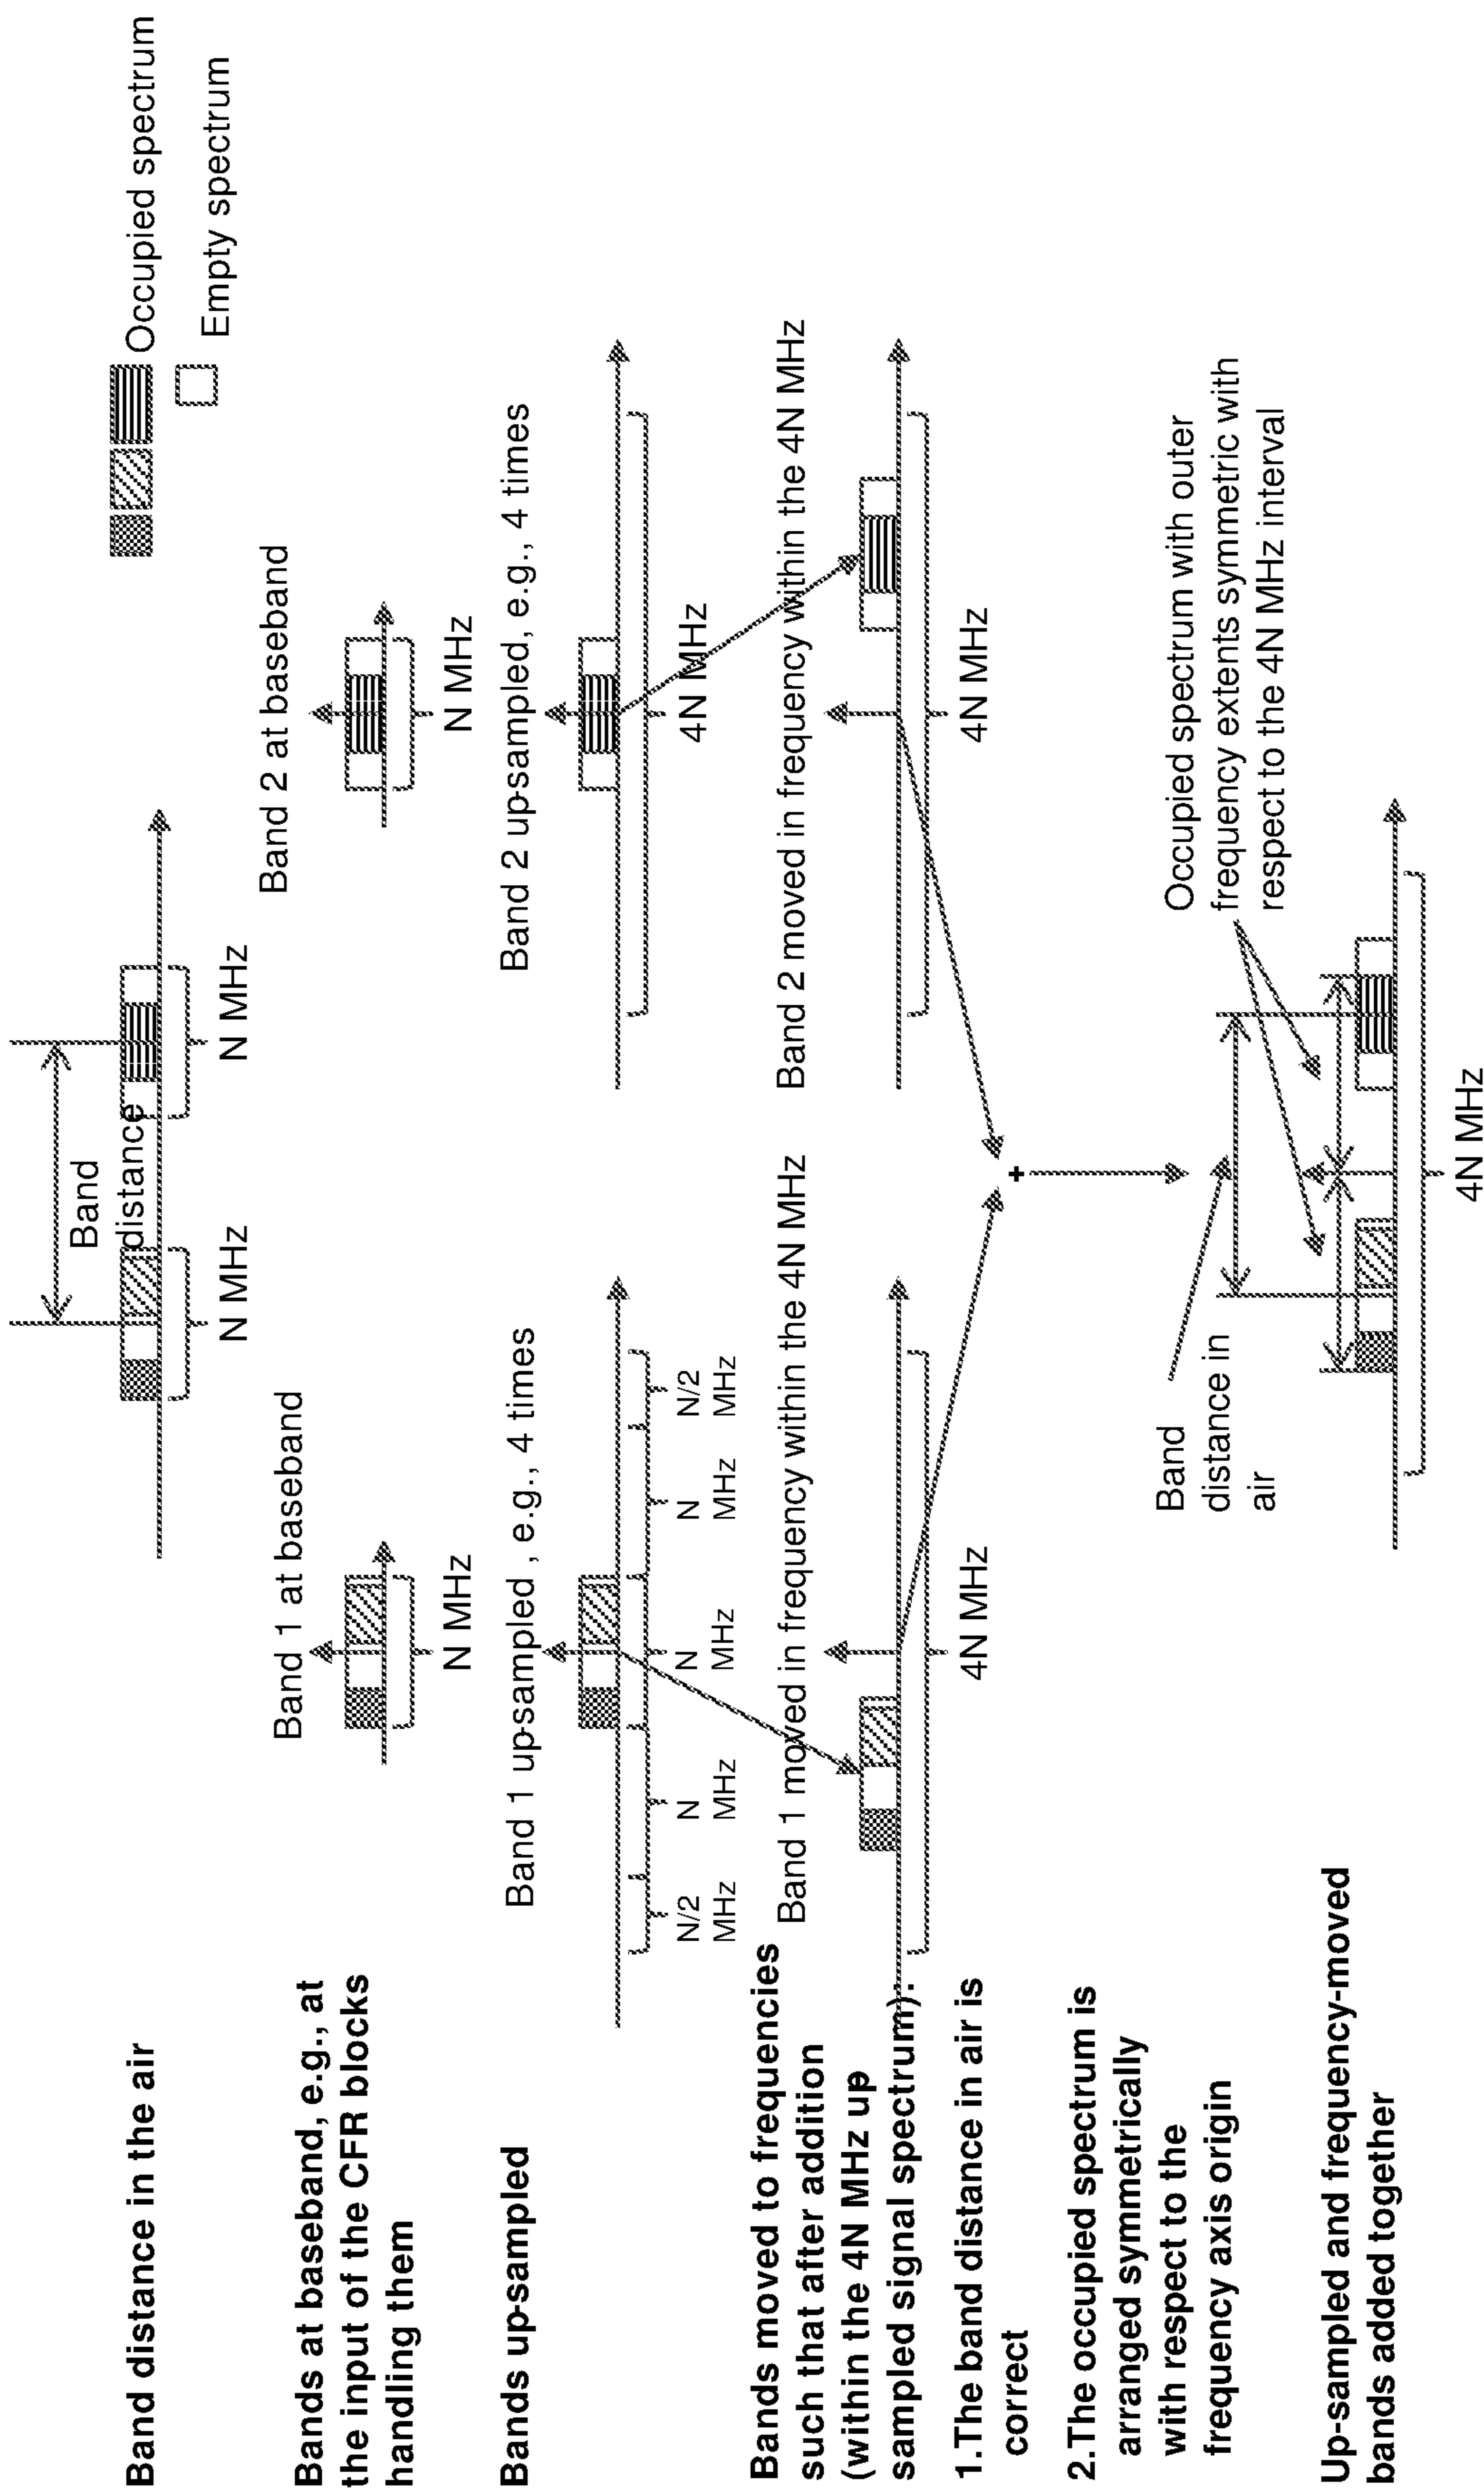 Occupied spectrum
Empty spectrum
Band distance in the air
Band
distance
N MHz
N MHz
Bands at baseband, e.g., at
the input of the CFR blocks
handling them
Band 1 at baseband
N MHz
Band 2 at baseband
N MHz
Bands up-sampled
Band 1 up-sampled , e.g., 4 times
N/2
MHz
N
MHz
N
MHz
N
MHz
N/2
MHz
Band 2 up-sampled, e.g., 4 times
4N MHz
Bands moved to frequencies
such that after addition
(within the 4N MHz up
sampled signal spectrum):
1.The band distance in air is
correct
2.The occupied spectrum is
arranged symetrically
with respect to the
frequency axis origin
Band 1 moved in frequency within the 4N MHz
4N MHz
Band 2 moved in frequency within the 4N MHz
4N MHz
+
Up-sampled and frequency-moved
bands added together
Band
distance in
air
Occupied spectrum with outer
frequency extents symetric with
respect to the 4N MHz interval
4N MHz